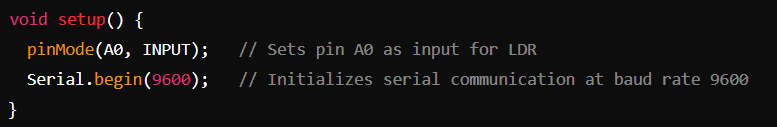 void setup() {
  pinMode(A0, INPUT);   // Sets pin A0 as input for LDR
  Serial.begin(9600);   // Initializes serial communication at baud rate 9600
}